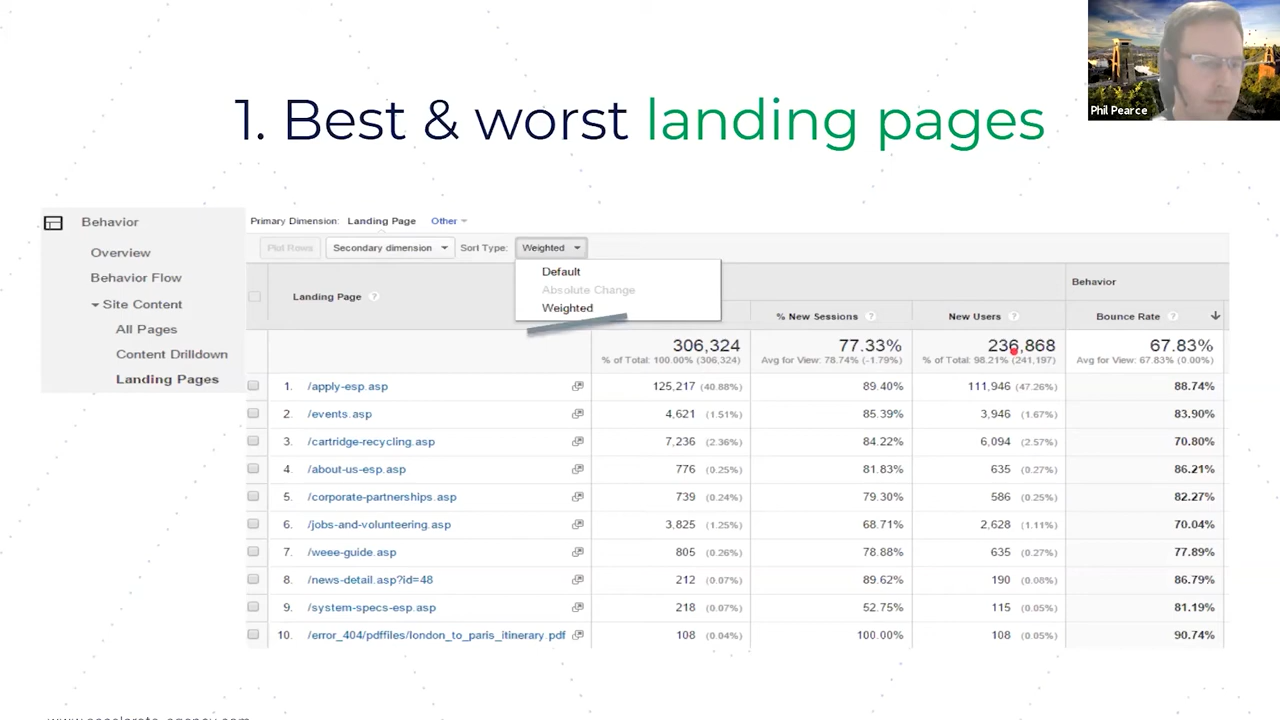 Phil Pearce
1. Best & worst landing pages
Behavior
Overview
Behavior Flow
Site Content
All Pages
Content Drilldown
Landing Pages
Primary Dimension: Landing Page Other
Plot Rows Secondary dimension Sort Type: Weighted
Default
Absolute Change
Weighted
Behavior
Landing Page ? % New Sessions ? New Users ? Bounce Rate ?
306,324 77.33% 236,868 67.83%
% of Total: 100.00% (306,324) Avg for View: 78.74% (-1.79%) % of Total: 98.21% (241,197) Avg for View: 67.83% (0.00%)
1. /apply-esp.asp 125,217 (40.88%) 89.40% 111,946 (47.26%) 88.74%
2. /events.asp 4,621 (1.51%) 85.39% 3,946 (1.67%) 83.90%
3. /cartridge-recycling.asp 7,236 (2.36%) 84.22% 6,094 (2.57%) 70.80%
4. /about-us-esp.asp 776 (0.25%) 81.83% 635 (0.27%) 86.21%
5. /corporate-partnerships.asp 739 (0.24%) 79.30% 586 (0.25%) 82.27%
6. /jobs-and-volunteering.asp 3,825 (1.25%) 68.71% 2,628 (1.11%) 70.04%
7. /weee-guide.asp 805 (0.26%) 78.88% 635 (0.27%) 77.89%
8. /news-detail.asp?id=48 212 (0.07%) 89.62% 190 (0.08%) 86.79%
9. /system-specs-esp.asp 218 (0.07%) 52.75% 115 (0.05%) 81.19%
10. /error_404/pdffiles/london_to_paris_itinerary.pdf 108 (0.04%) 100.00% 108 (0.05%) 90.74%